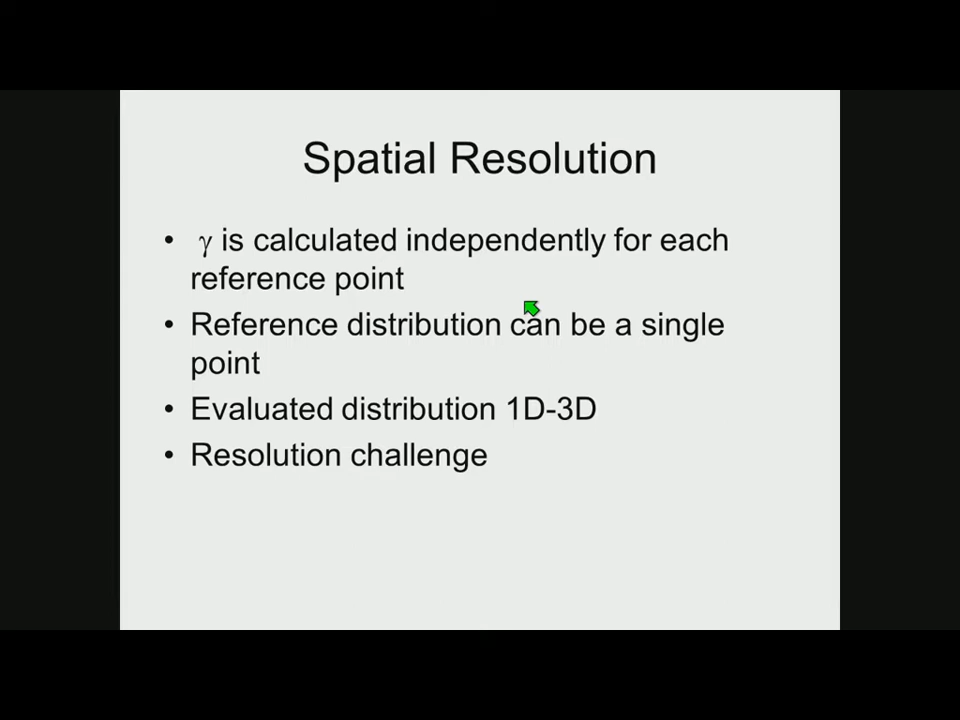 Spatial Resolution
• γ is calculated independently for each
reference point
• Reference distribution can be a single
point
• Evaluated distribution 1D-3D
• Resolution challenge